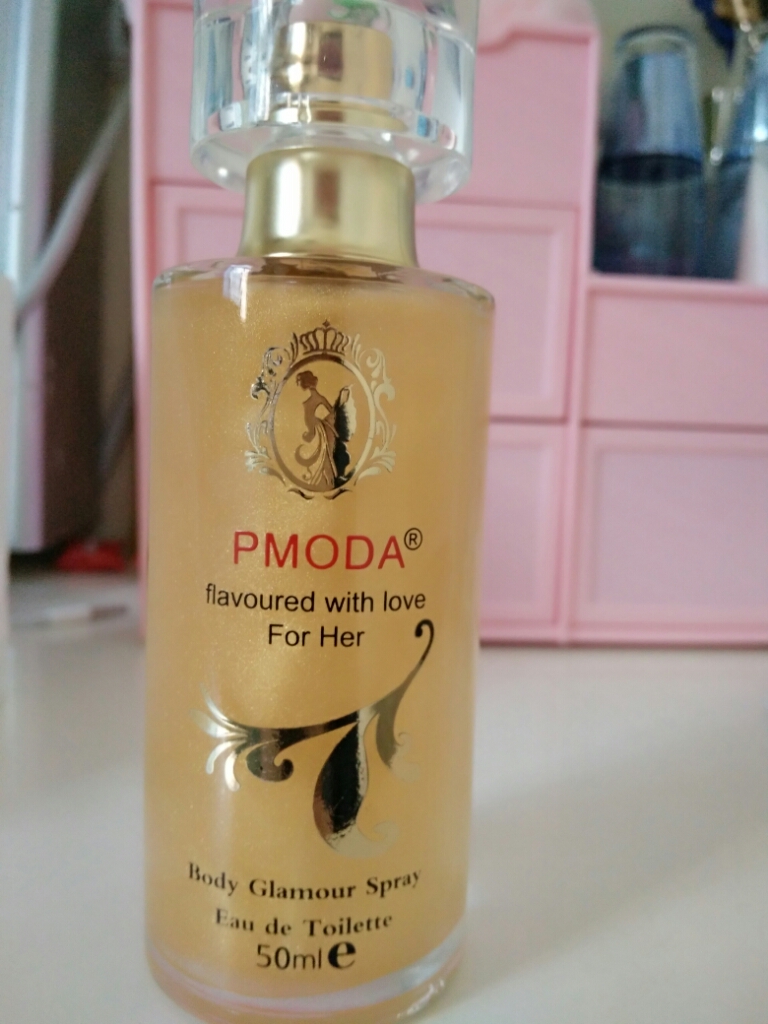 PMODA®
flavoured with love
For Her
Body Glamour Spray
Eau de Toilette
50ml e